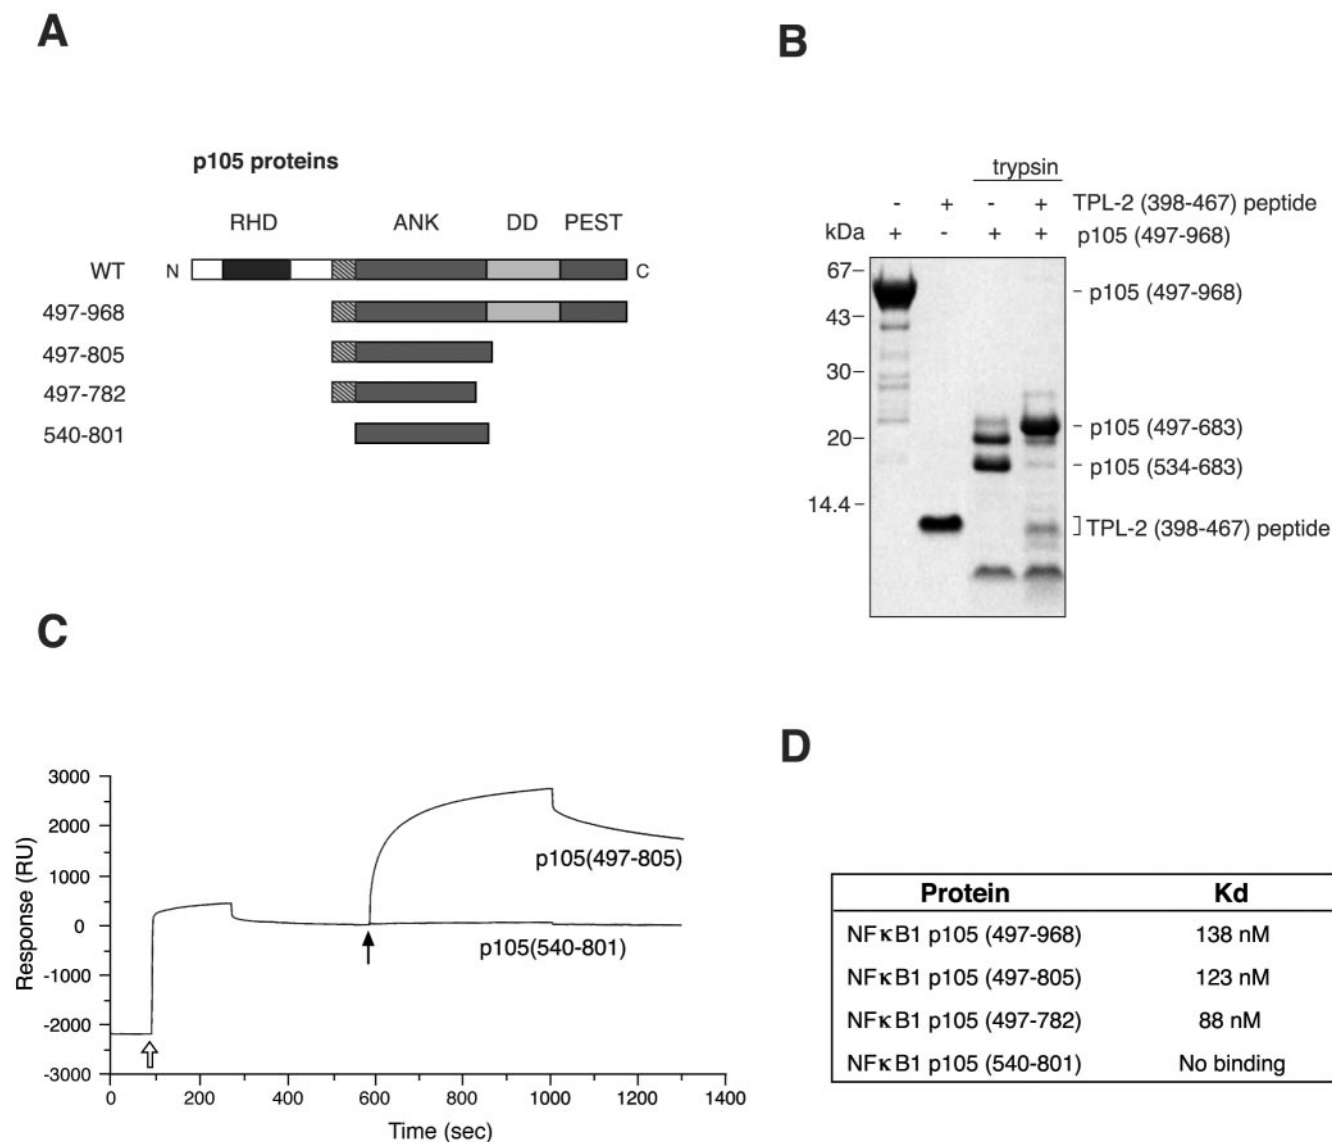 A
p105 proteins
RHD ANK DD PEST
WT N C
497-968
497-805
497-782
540-801
B
trypsin
- + - + TPL-2 (398-467) peptide
kDa + - + + p105 (497-968)
67
43
30
20
14.4
p105 (497-968)
p105 (497-683)
p105 (534-683)
TPL-2 (398-467) peptide
C
Response (RU)
3000
2000
1000
0
-1000
-2000
-3000
p105(497-805)
p105(540-801)
0 200 400 600 800 1000 1200 1400
Time (sec)
D
Protein Kd
NFκB1 p105 (497-968) 138 nM
NFκB1 p105 (497-805) 123 nM
NFκB1 p105 (497-782) 88 nM
NFκB1 p105 (540-801) No binding